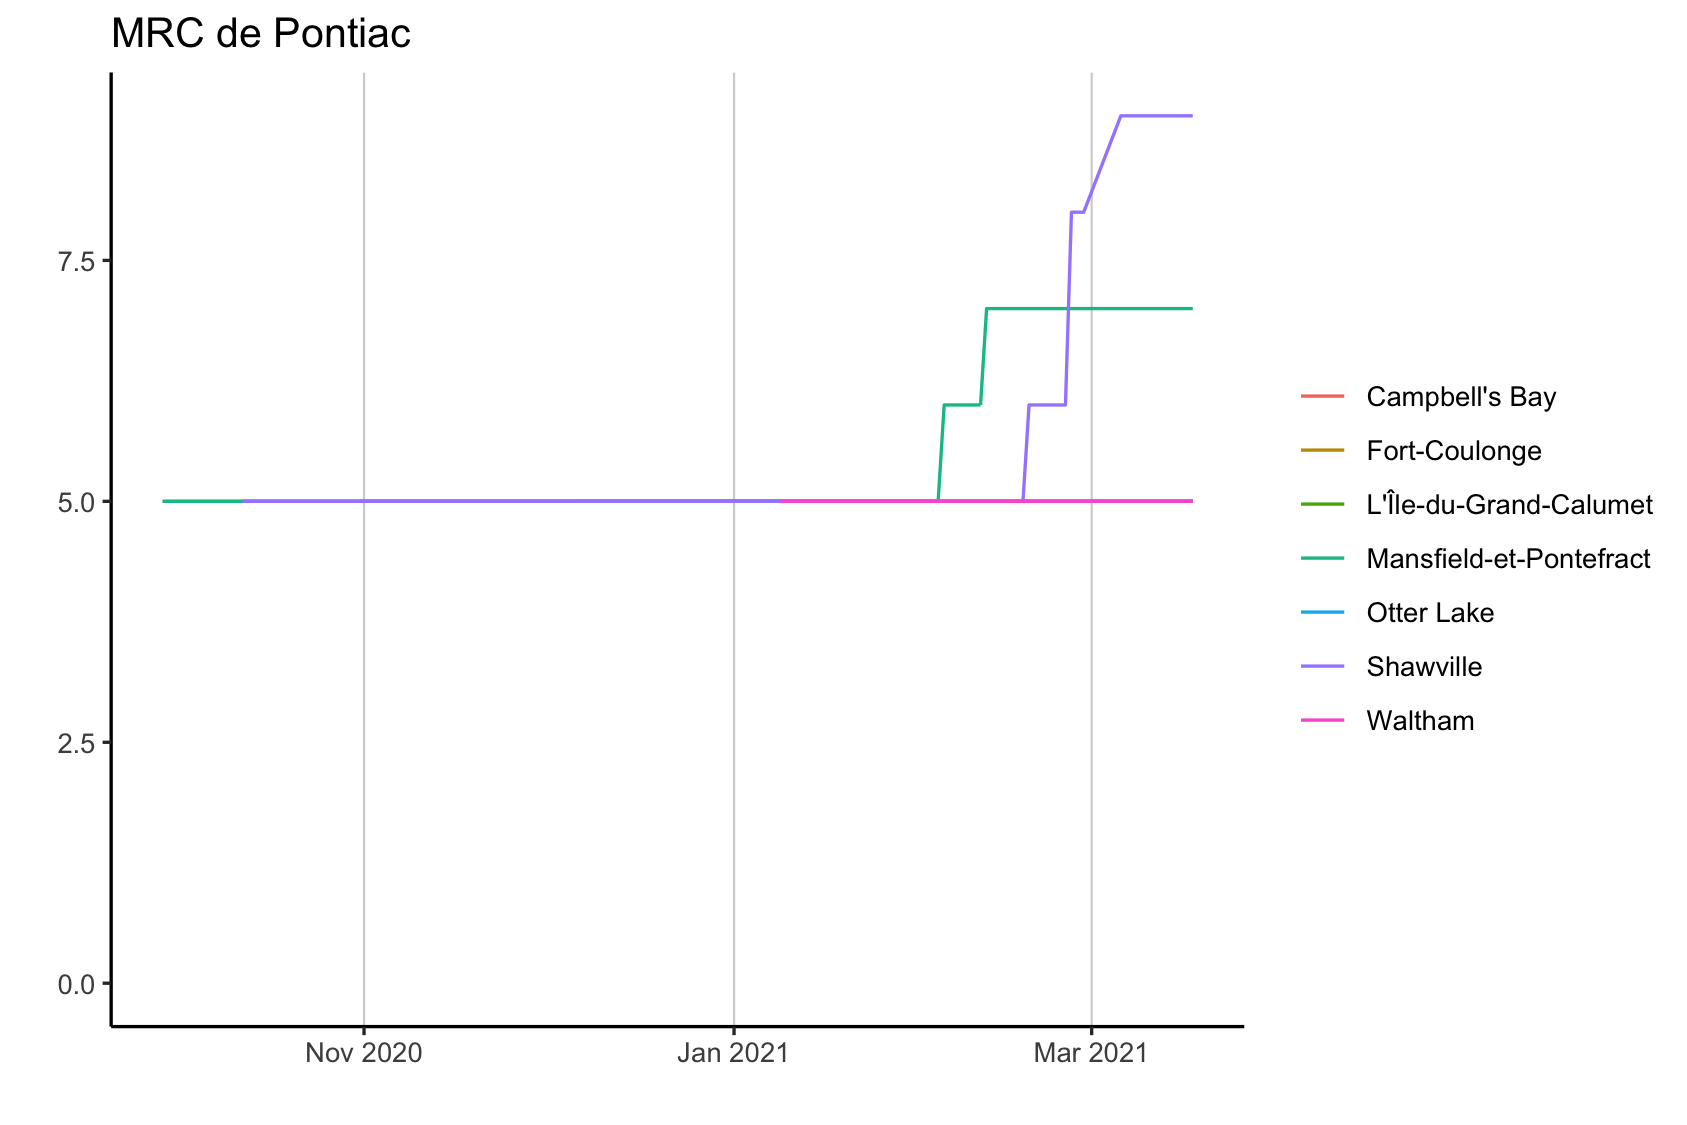 MRC de Pontiac
7.5
5.0
2.5
0.0
Nov 2020
Jan 2021
Mar 2021
Campbell's Bay
Fort-Coulonge
L'Île-du-Grand-Calumet
Mansfield-et-Pontefract
Otter Lake
Shawville
Waltham